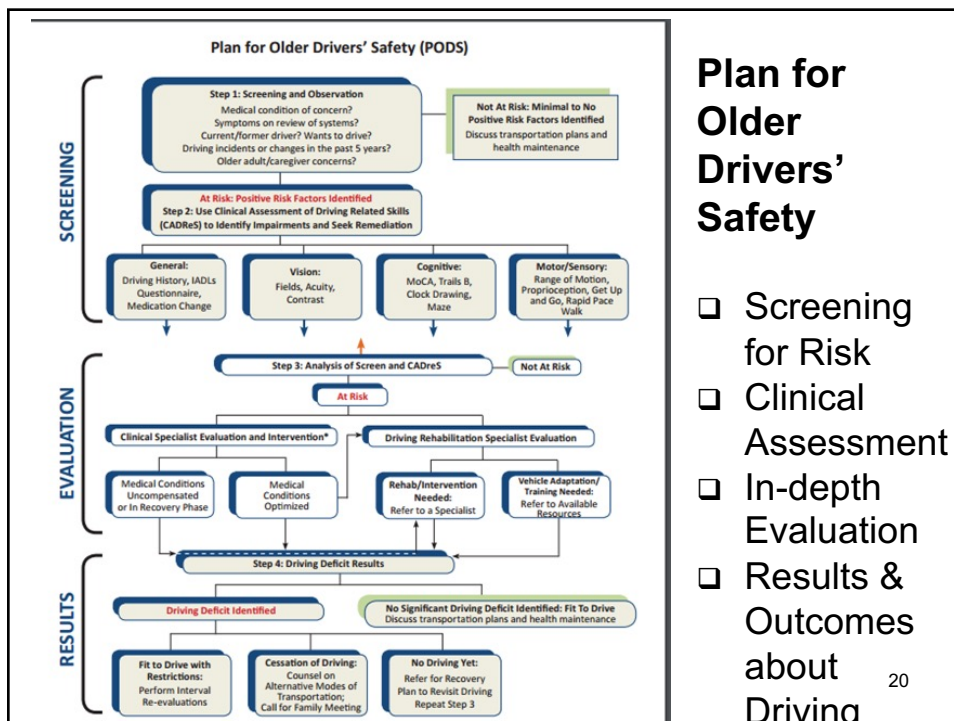 Plan for Older Drivers' Safety (PODS)
SCREENING
Step 1: Screening and Observation
Medical condition of concern?
Symptoms on review of systems?
Current/former driver? Wants to drive?
Driving incidents or changes in the past 5 years?
Older adult/caregiver concerns?
Not At Risk: Minimal to No
Positive Risk Factors Identified
Discuss transportation plans and
health maintenance
At Risk: Positive Risk Factors Identified
Step 2: Use Clinical Assessment of Driving Related Skills
(CADReS) to Identify Impairments and Seek Remediation
General:
Driving History, IADLs
Questionnaire,
Medication Change
Vision:
Fields, Acuity,
Contrast
Cognitive:
MoCA, Trails B,
Clock Drawing,
Maze
Motor/Sensory:
Range of Motion,
Proprioception, Get Up
and Go, Rapid Pace
Walk
EVALUATION
Step 3: Analysis of Screen and CADreS
Not At Risk
At Risk
Clinical Specialist Evaluation and Intervention*
Driving Rehabilitation Specialist Evaluation
Medical Conditions
Uncompensated
or In Recovery Phase
Medical
Conditions
Optimized
Rehab/Intervention
Needed:
Refer to a Specialist
Vehicle Adaptation/
Training Needed:
Refer to Available
Resources
RESULTS
Step 4: Driving Deficit Results
Driving Deficit Identified
No Significant Driving Deficit Identified: Fit To Drive
Discuss transportation plans and health maintenance
Fit to Drive with
Restrictions:
Perform Interval
Re-evaluations
Cessation of Driving:
Counsel on
Alternative Modes of
Transportation;
Call for Family Meeting
No Driving Yet:
Refer for Recovery
Plan to Revisit Driving
Repeat Step 3
Plan for
Older
Drivers'
Safety
❑ Screening
for Risk
❑ Clinical
Assessment
❑ In-depth
Evaluation
❑ Results &
Outcomes
about
Driving
20